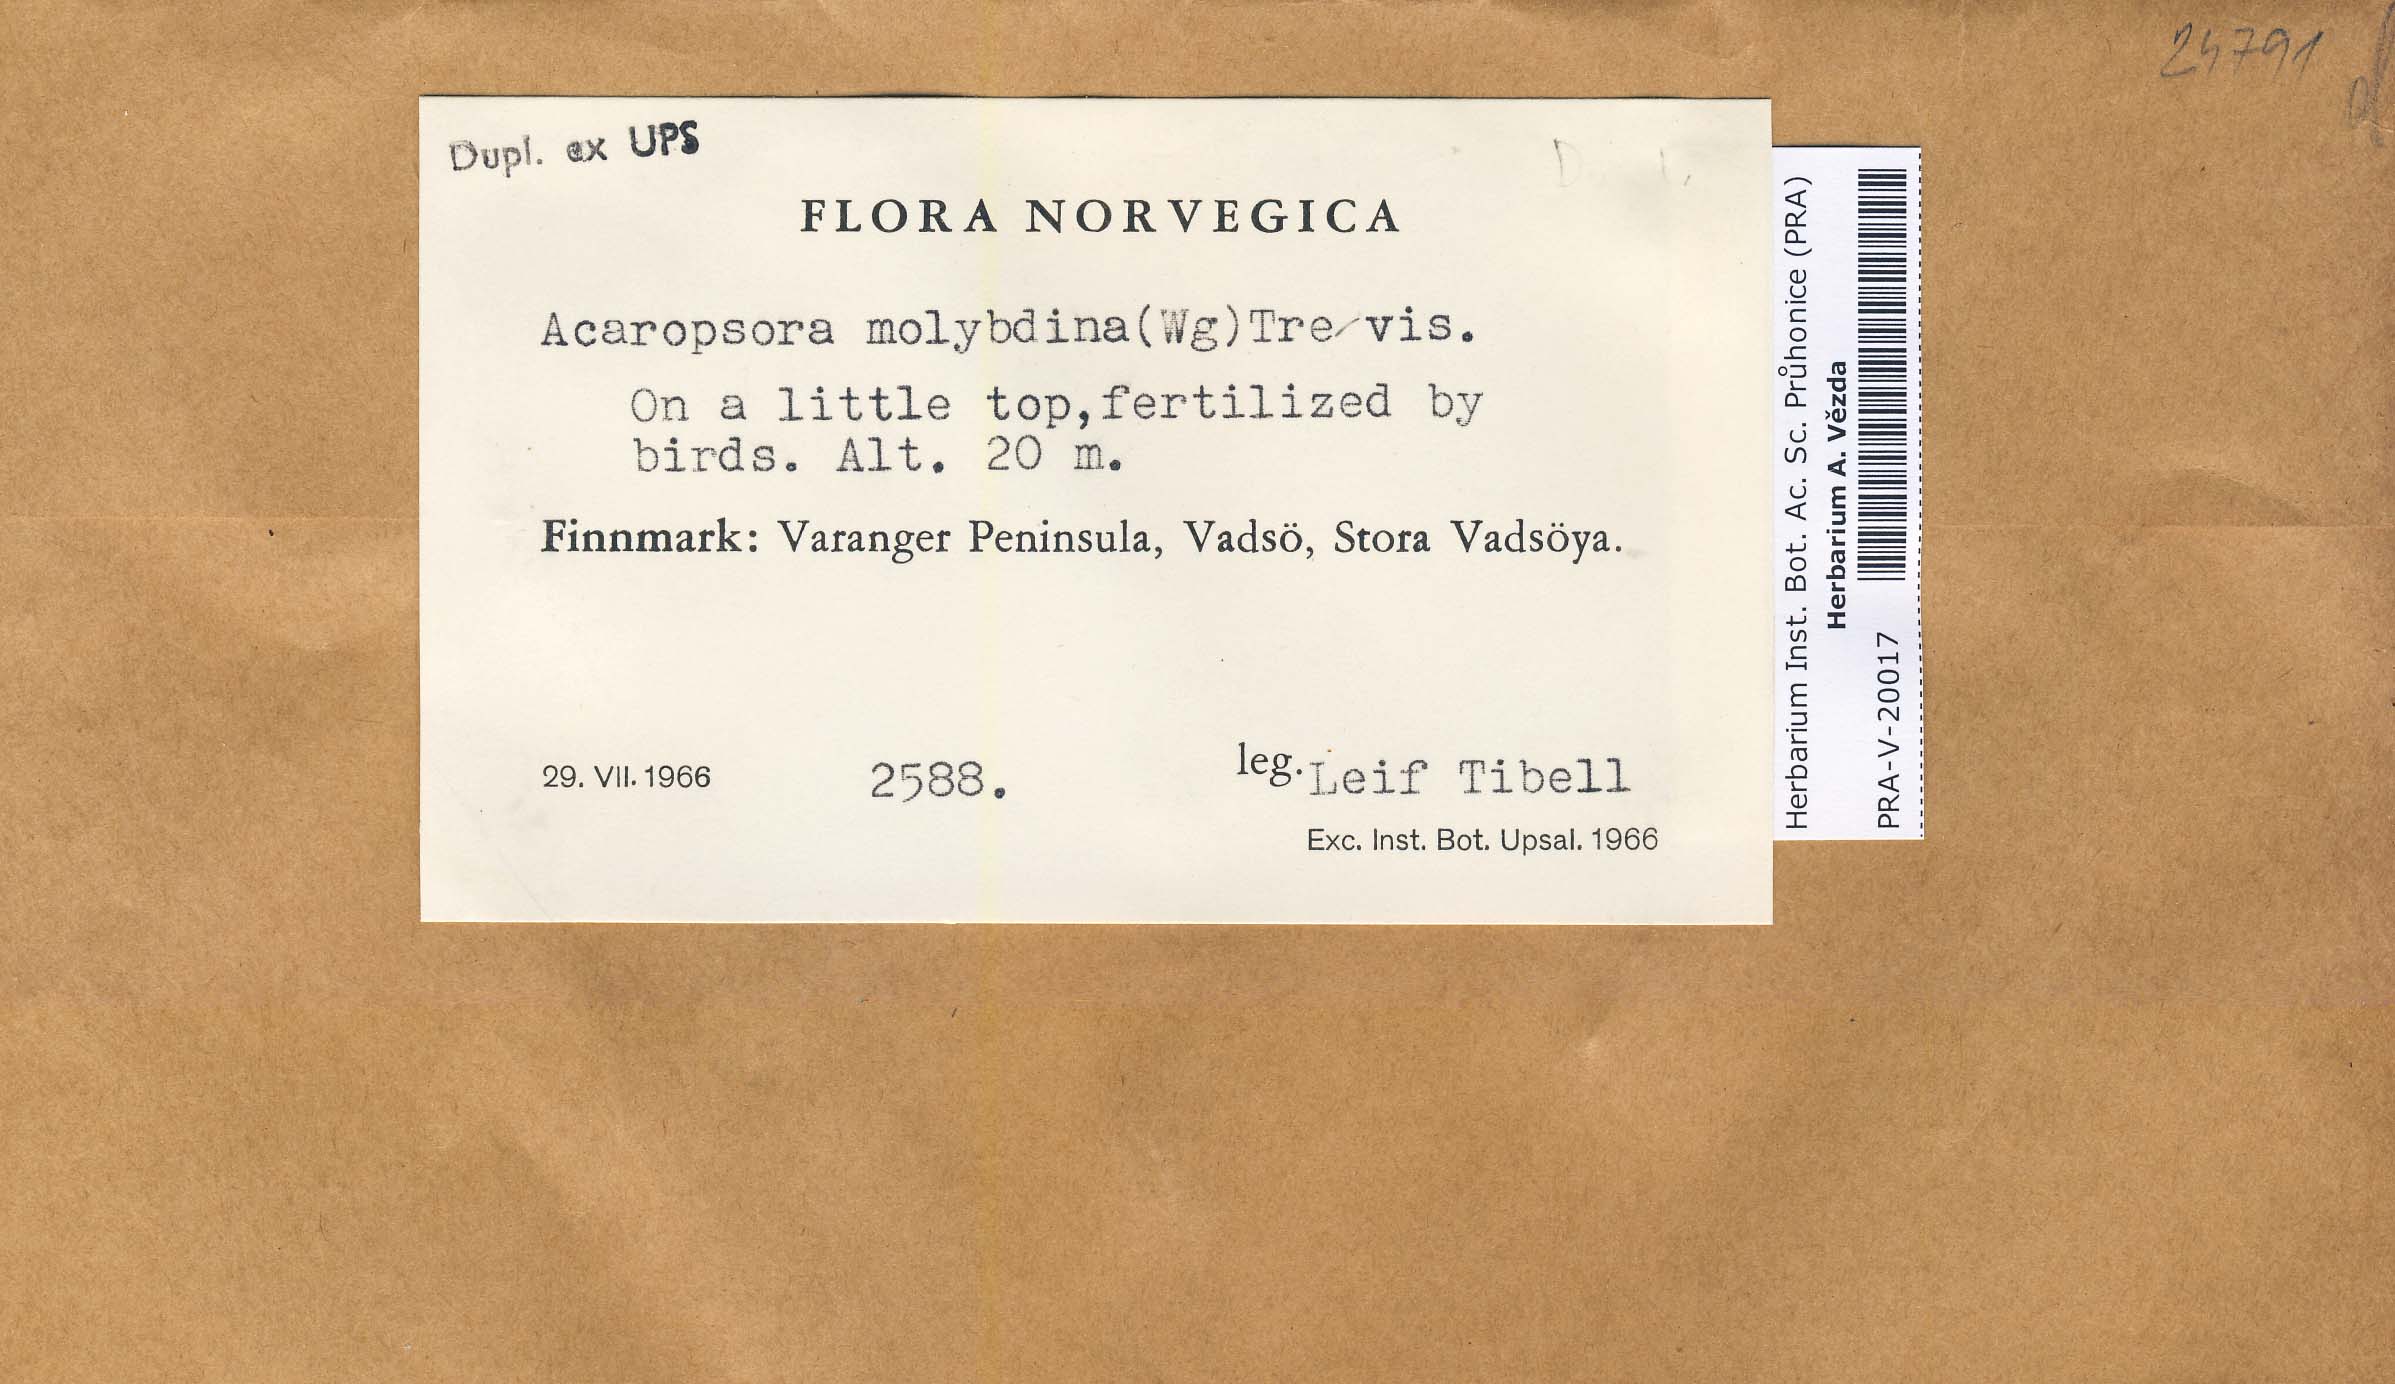 24791
Dupl. ex UPS
FLORA NORVEGICA
Acaropsora molybdina(Wg)Trevis.
On a little top,fertilized by
birds. Alt. 20 m.
Finnmark: Varanger Peninsula, Vadsö, Stora Vadsöya.
29. VII. 1966 2588. leg. Leif Tibell
Exc. Inst. Bot. Upsal. 1966
Herbarium Inst. Bot. Ac. Sc. Průhonice (PRA)
Herbarium A. Vězda
PRA-V-20017